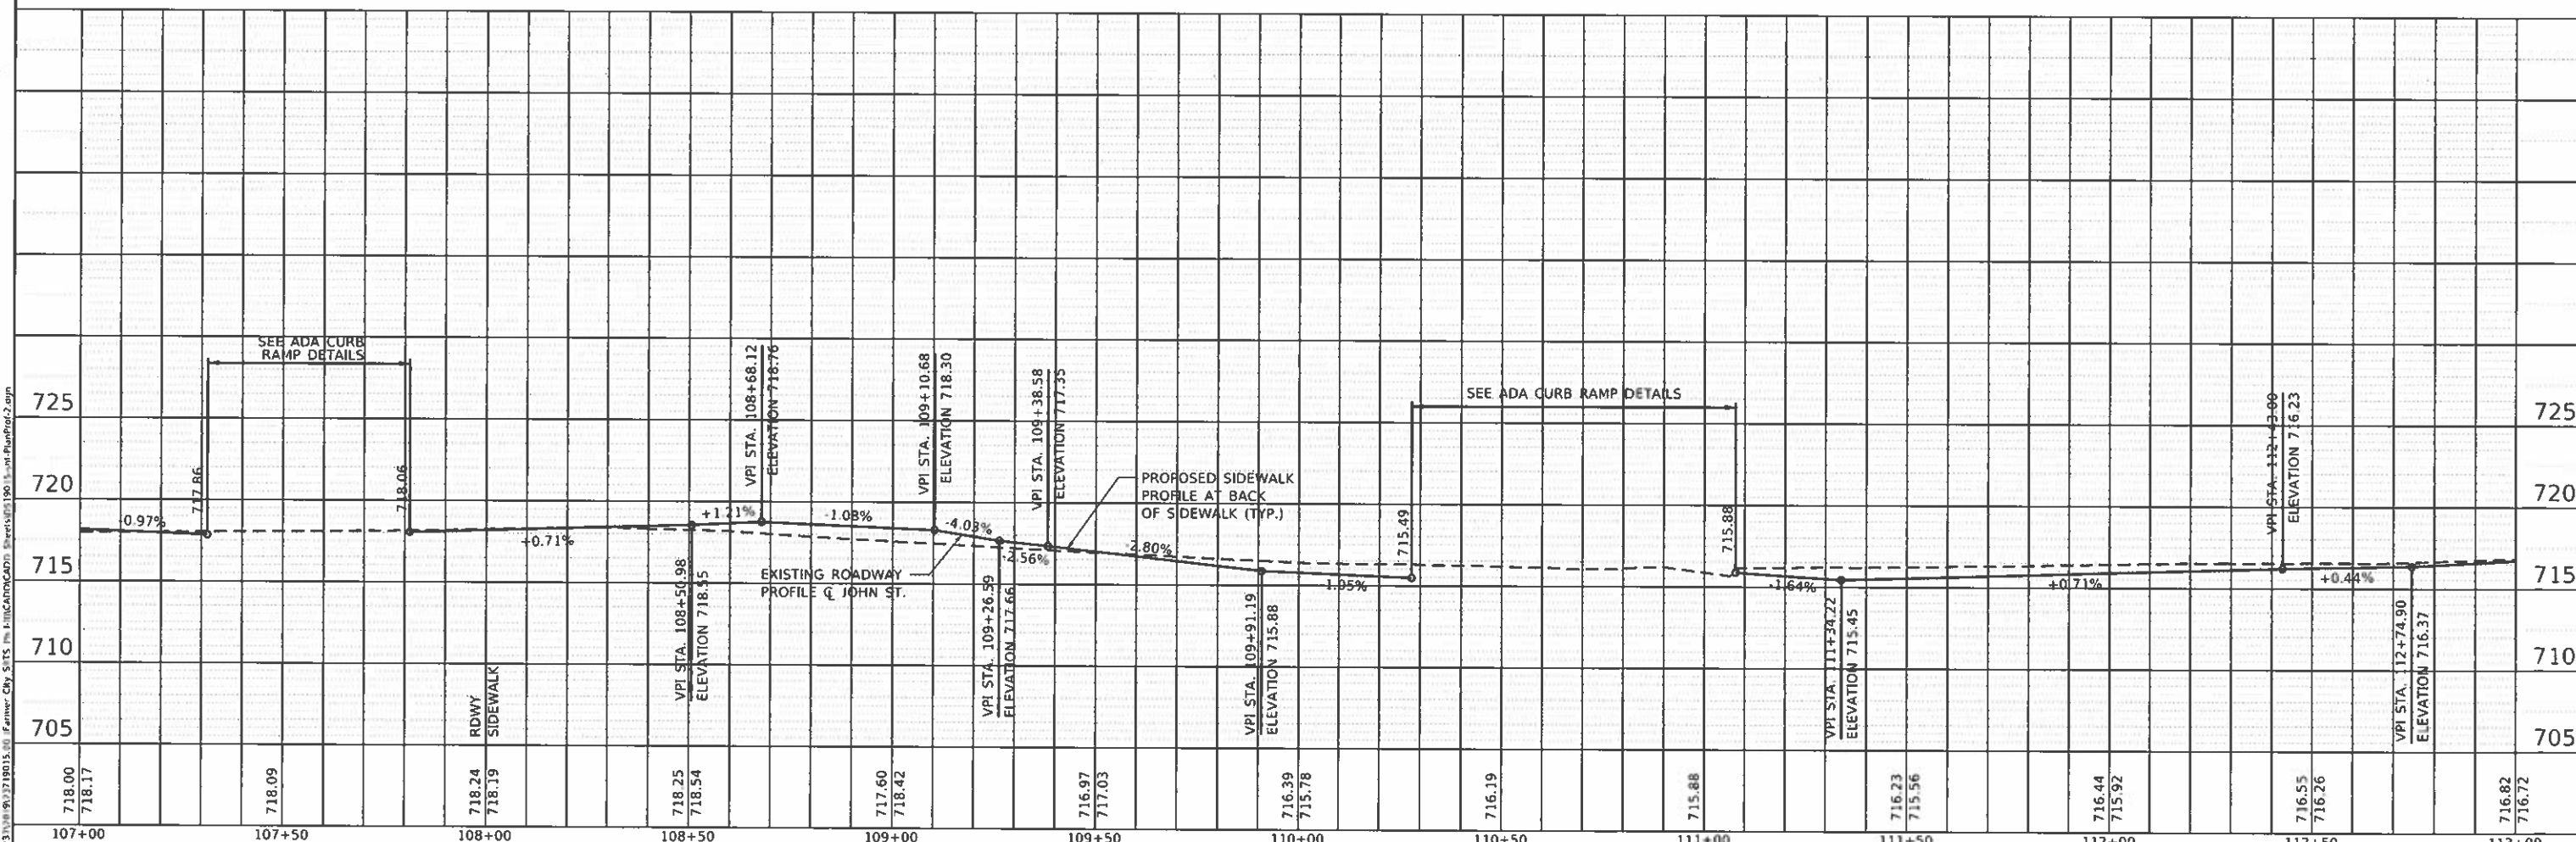 SEE ADA CURB
RAMP DETAILS
717.86
718.06
VPI STA. 108+68.12
ELEVATION 718.76
VPI STA. 109+10.68
ELEVATION 718.30
VPI STA. 109+38.58
ELEVATION 717.35
SEE ADA CURB RAMP DETAILS
715.49
715.88
ELEVATION 716.23
725
725
720
720
715
715
710
710
705
705
PROPOSED SIDEWALK
PROFILE AT BACK
OF SIDEWALK (TYP.)
-0.97%
+0.71%
+1.21%
-1.08%
-4.03%
-2.56%
-2.80%
-1.64%
+0.71%
+0.44%
EXISTING ROADWAY
PROFILE ℄ JOHN ST.
RDWY
SIDEWALK
VPI STA. 108+50.98
ELEVATION 718.55
VPI STA. 109+26.59
ELEVATION 717.66
VPI STA. 109+91.19
ELEVATION 715.88
VPI STA. 111+34.22
ELEVATION 715.45
VPI STA. 112+74.90
ELEVATION 716.37
718.00
718.17
718.09
718.24
718.19
718.25
718.54
717.60
718.42
716.97
717.03
716.39
715.78
716.19
715.88
716.23
715.56
716.44
715.92
716.55
716.26
716.82
716.72
107+00
107+50
108+00
108+50
109+00
109+50
110+00
110+50
111+00
111+50
112+00
112+50
113+00